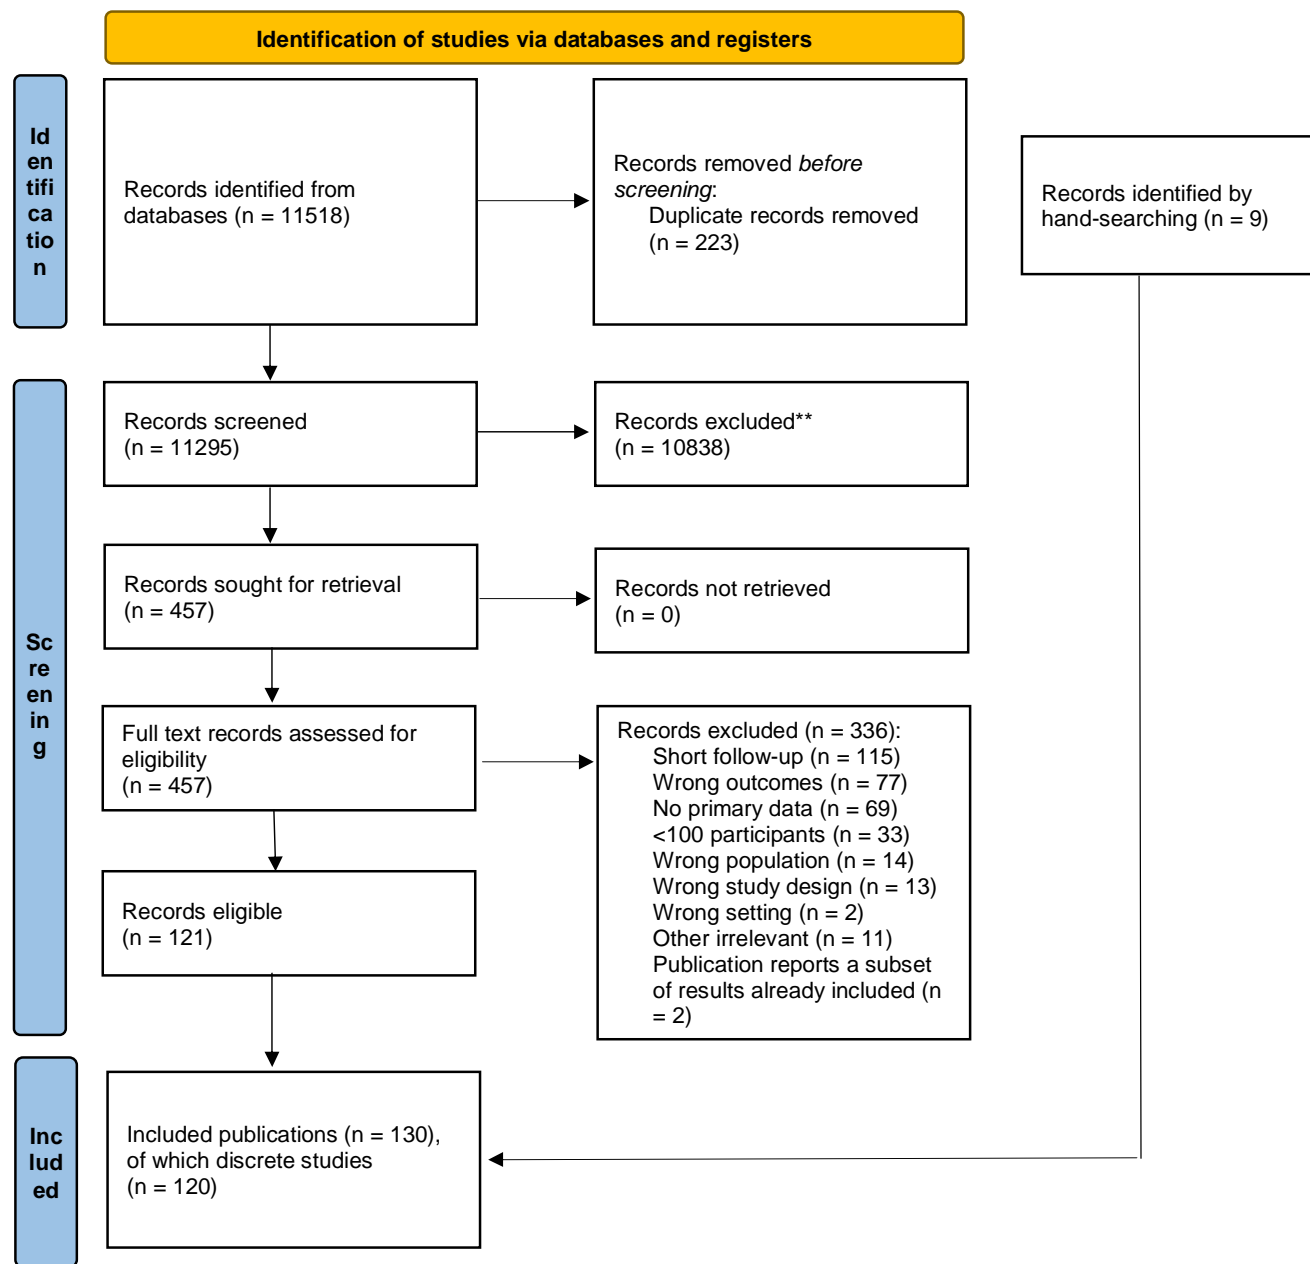 Identification of studies via databases and registers
Id
en
tifi
ca
tio
n
Records identified from
databases (n = 11518)
Records removed before
screening:
Duplicate records removed
(n = 223)
Records identified by
hand-searching (n = 9)
Sc
re
en
in
g
Records screened
(n = 11295)
Records excluded**
(n = 10838)
Records sought for retrieval
(n = 457)
Records not retrieved
(n = 0)
Full text records assessed for
eligibility
(n = 457)
Records excluded (n = 336):
Short follow-up (n = 115)
Wrong outcomes (n = 77)
No primary data (n = 69)
<100 participants (n = 33)
Wrong population (n = 14)
Wrong study design (n = 13)
Wrong setting (n = 2)
Other irrelevant (n = 11)
Publication reports a subset
of results already included (n
= 2)
Records eligible
(n = 121)
Inc
lud
ed
Included publications (n = 130),
of which discrete studies
(n = 120)